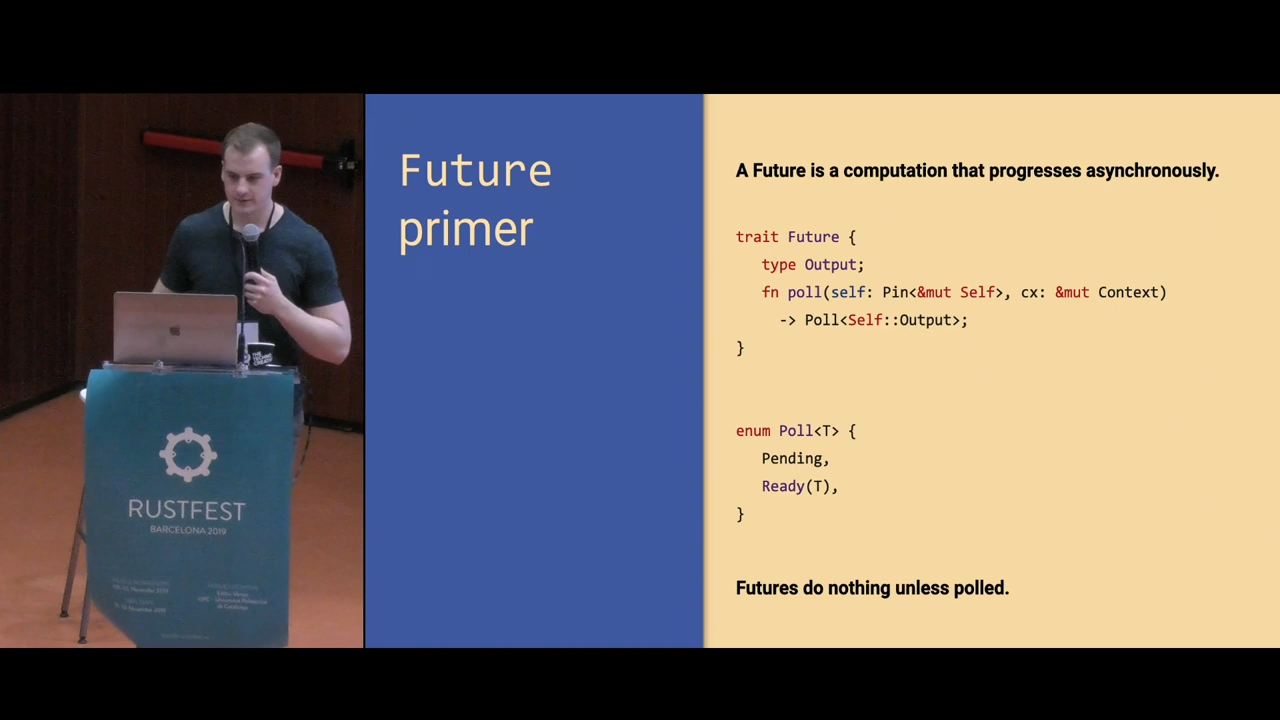 Future
primer
A Future is a computation that progresses asynchronously.
trait Future {
type Output;
fn poll(self: Pin<&mut Self>, cx: &mut Context)
-> Poll<Self::Output>;
}
enum Poll<T> {
Pending,
Ready(T),
}
Futures do nothing unless polled.
RUSTFEST
BARCELONA 2019